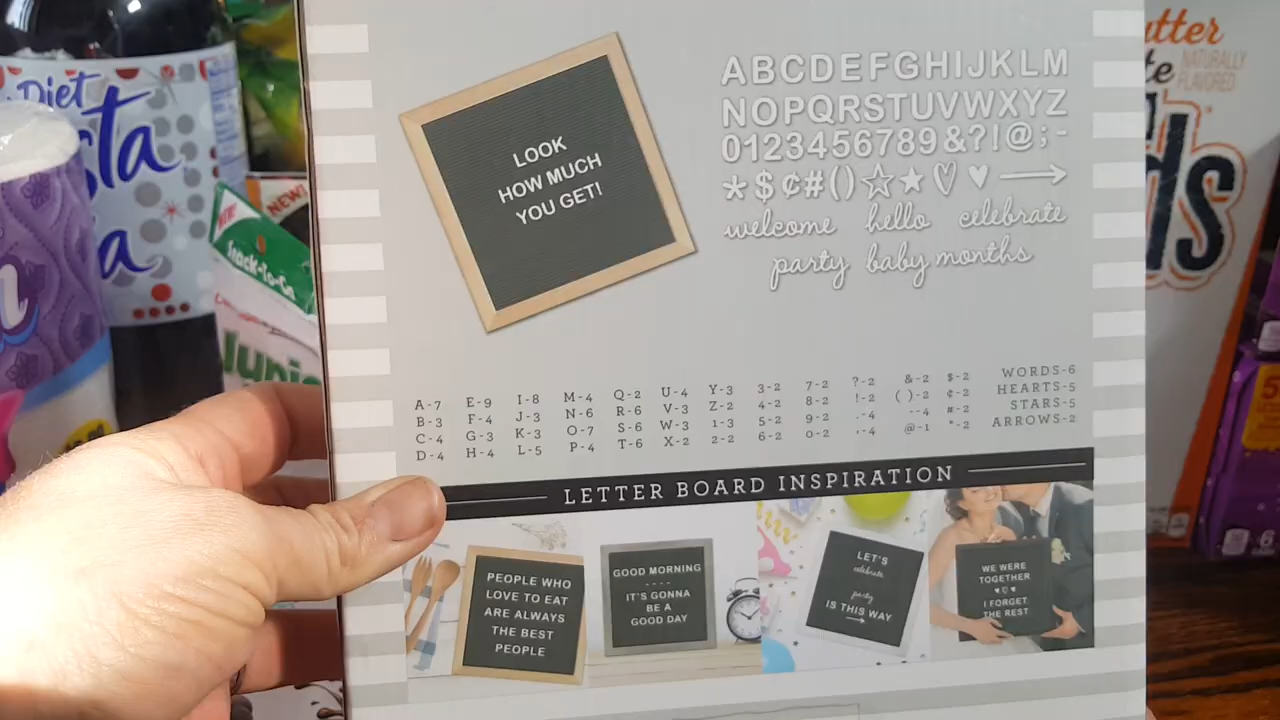 Diet
NEW!
Snack-To-Go
LOOK
HOW MUCH
YOU GET!
ABCDEFGHIJKLM
NOPQRSTUVWXYZ
0123456789&?!@;-
*$¢#()☆★♡♥→
welcome hello celebrate
party baby months
A-7 E-9 I-8 M-4 Q-2 U-4 Y-3 3-2 7-2 ?-2 &-2 $-2 WORDS-6
B-3 F-4 J-3 N-6 R-6 V-3 Z-2 4-2 8-2 !-2 ( )-2 ¢-2 HEARTS-5
C-4 G-3 K-3 O-7 S-6 W-3 1-3 5-2 9-2 .-4 --4 #-2 STARS-5
D-4 H-4 L-5 P-4 T-6 X-2 2-2 6-2 0-2 ,-4 @-1 *-2 ARROWS-2
LETTER BOARD INSPIRATION
PEOPLE WHO
LOVE TO EAT
ARE ALWAYS
THE BEST
PEOPLE
GOOD MORNING
- - - -
IT'S GONNA
BE A
GOOD DAY
LET'S
celebrate
party
IS THIS WAY
→
WE WERE
TOGETHER
♥♡♥
I FORGET
THE REST
NATURALLY
FLAVORED